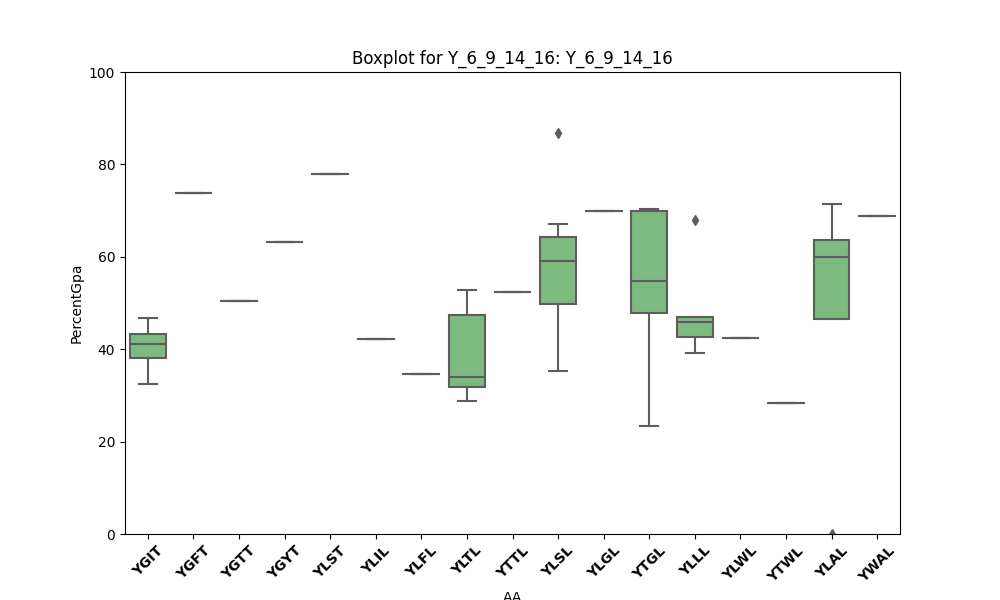 Boxplot for Y_6_9_14_16: Y_6_9_14_16
PercentGpa
100
80
60
40
20
0
YGIT
YGFT
YGTT
YGYT
YLST
YLIL
YLFL
YLTL
YTTL
YLSL
YLGL
YTGL
YLLL
YLWL
YTWL
YLAL
YWAL
AA